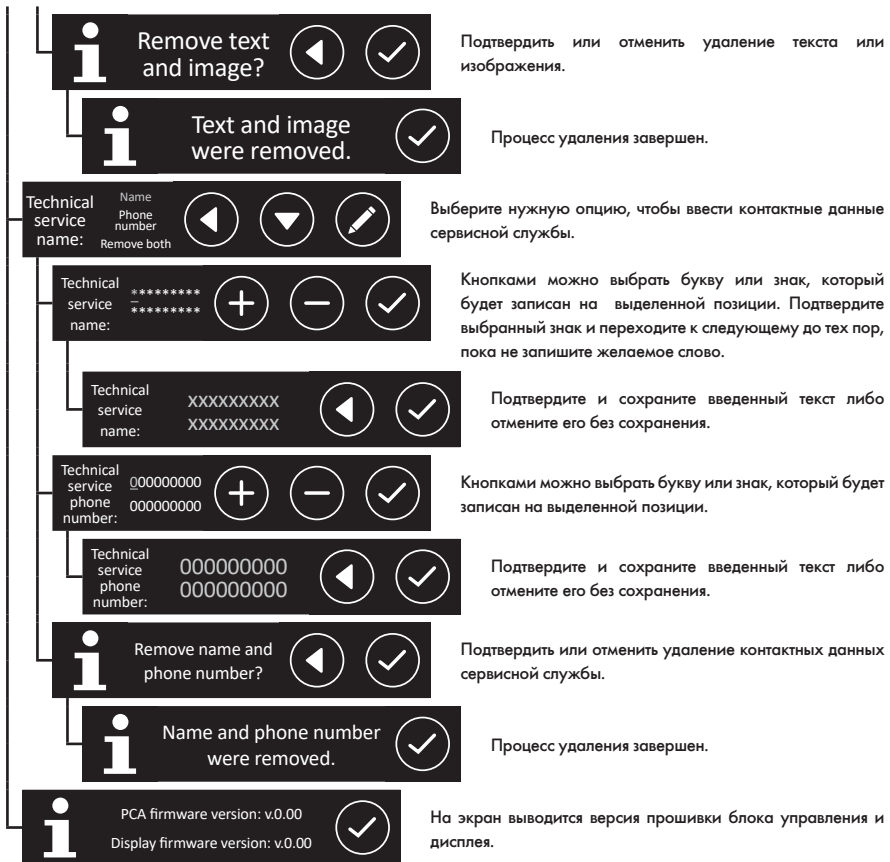 Remove text
and image?
Подтвердить или отменить удаление текста или
изображения.
Text and image
were removed.
Процесс удаления завершен.
Technical
service
name:
Name
Phone
number
Remove both
Выберите нужную опцию, чтобы ввести контактные данные
сервисной службы.
Technical
service
name:
*********
*********
Кнопками можно выбрать букву или знак, который
будет записан на выделенной позиции. Подтвердите
выбранный знак и переходите к следующему до тех пор,
пока не запишите желаемое слово.
Technical
service
name:
XXXXXXXXX
XXXXXXXXX
Подтвердите и сохраните введенный текст либо
отмените его без сохранения.
Technical
service
phone
number:
000000000
000000000
Кнопками можно выбрать букву или знак, который будет
записан на выделенной позиции.
Technical
service
phone
number:
000000000
000000000
Подтвердите и сохраните введенный текст либо
отмените его без сохранения.
Remove name and
phone number?
Подтвердить или отменить удаление контактных данных
сервисной службы.
Name and phone number
were removed.
Процесс удаления завершен.
PCA firmware version: v.0.00
Display firmware version: v.0.00
На экран выводится версия прошивки блока управления и
дисплея.